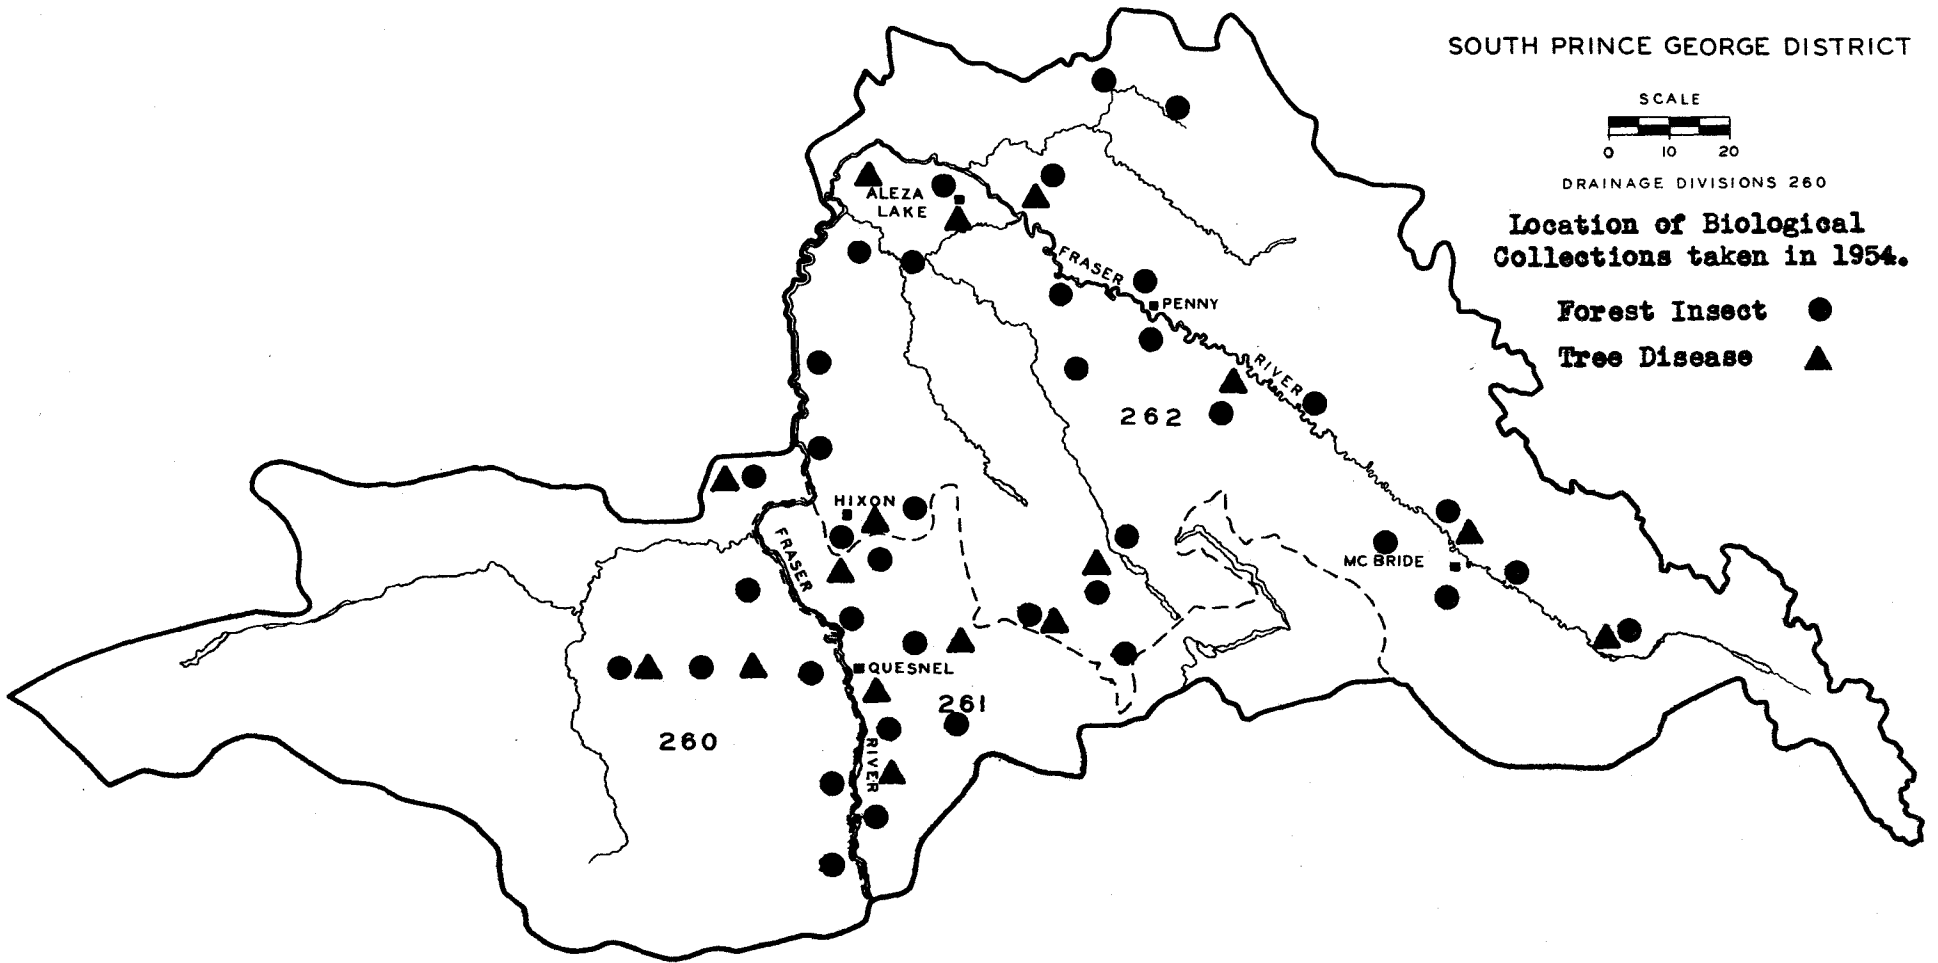 SOUTH PRINCE GEORGE DISTRICT
SCALE
0 10 20
DRAINAGE DIVISIONS 260
Location of Biological
Collections taken in 1954.
Forest Insect
Tree Disease
ALEZA
LAKE
FRASER
PENNY
RIVER
262
HIXON
FRASER
MC BRIDE
QUESNEL
261
260
RIVER